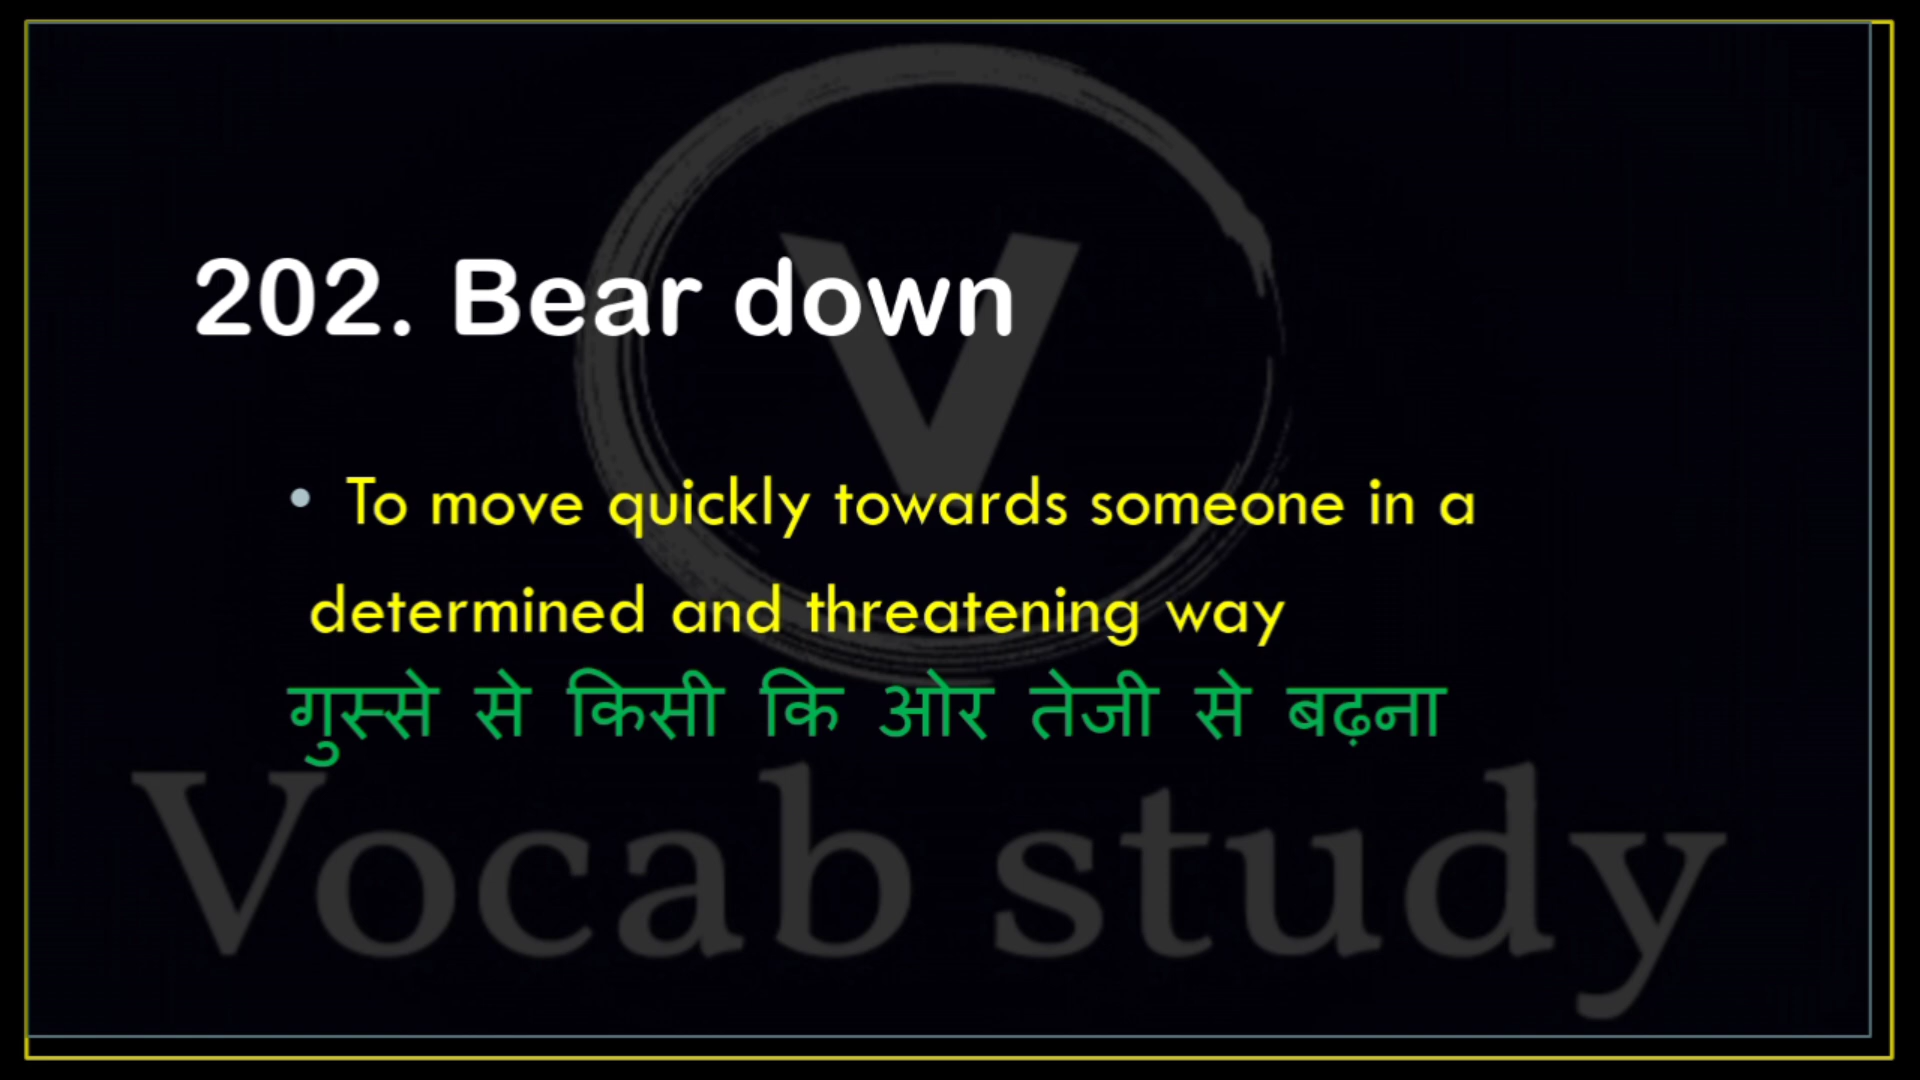 202. Bear down
• To move quickly towards someone in a
determined and threatening way
गुस्से से किसी कि ओर तेजी से बढ़ना
V
Vocab study